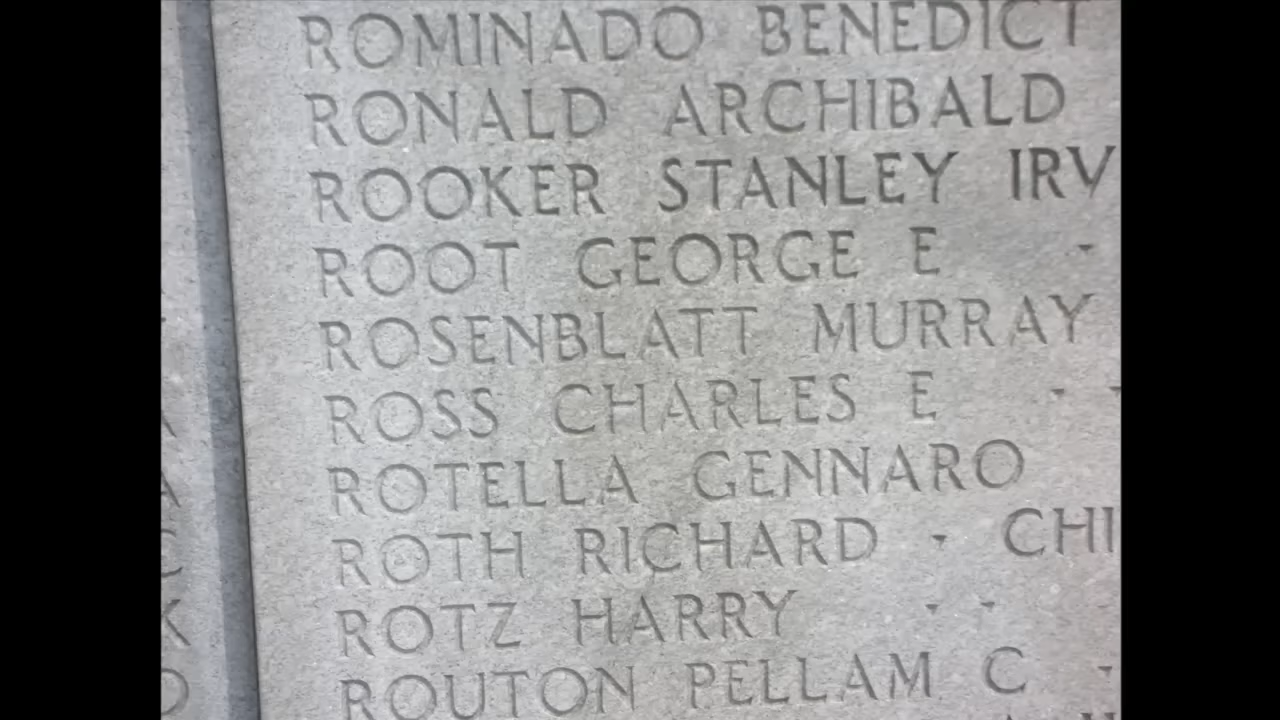 ROMINADO BENEDICT
RONALD ARCHIBALD
ROOKER STANLEY IRV
ROOT GEORGE E -
ROSENBLATT MURRAY
ROSS CHARLES E - -
ROTELLA GENNARO
ROTH RICHARD - CHI
ROTZ HARRY - -
ROUTON PELLAM C -